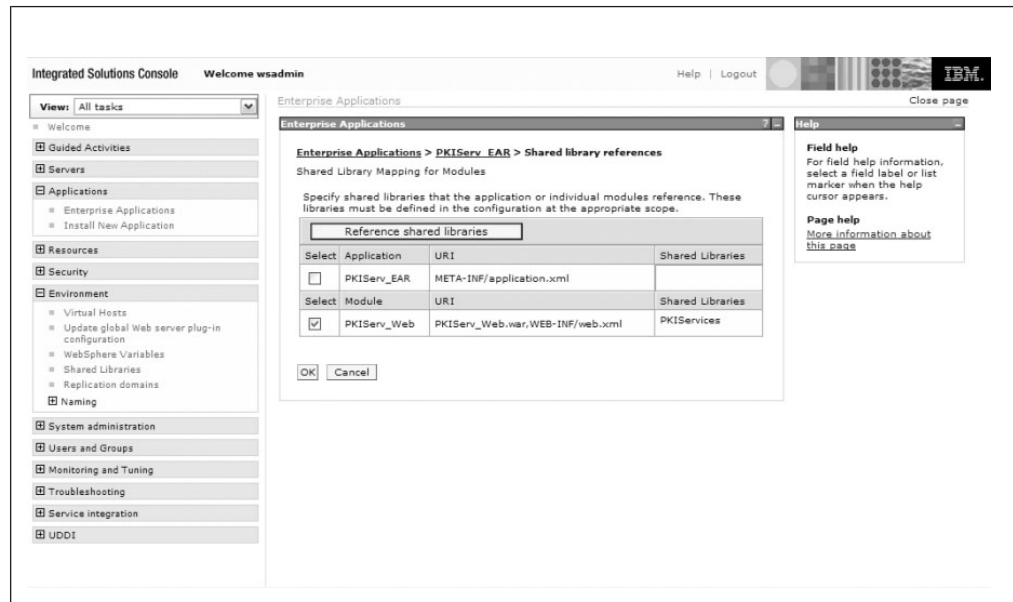 Integrated Solutions Console Welcome wsadmin
Help | Logout
IBM.
View: All tasks
Welcome
Guided Activities
Servers
Applications
Enterprise Applications
Install New Application
Resources
Security
Environment
Virtual Hosts
Update global Web server plug-in
configuration
WebSphere Variables
Shared Libraries
Replication domains
Naming
System administration
Users and Groups
Monitoring and Tuning
Troubleshooting
Service integration
UDDI
Enterprise Applications
Close page
Enterprise Applications
Enterprise Applications > PKIServ_EAR > Shared library references
Shared Library Mapping for Modules
Specify shared libraries that the application or individual modules reference. These
libraries must be defined in the configuration at the appropriate scope.
Reference shared libraries
Select Application URI Shared Libraries
PKIServ_EAR META-INF/application.xml
Select Module URI Shared Libraries
PKIServ_Web PKIServ_Web.war,WEB-INF/web.xml PKIServices
OK Cancel
Help
Field help
For field help information,
select a field label or list
marker when the help
cursor appears.
Page help
More information about
this page